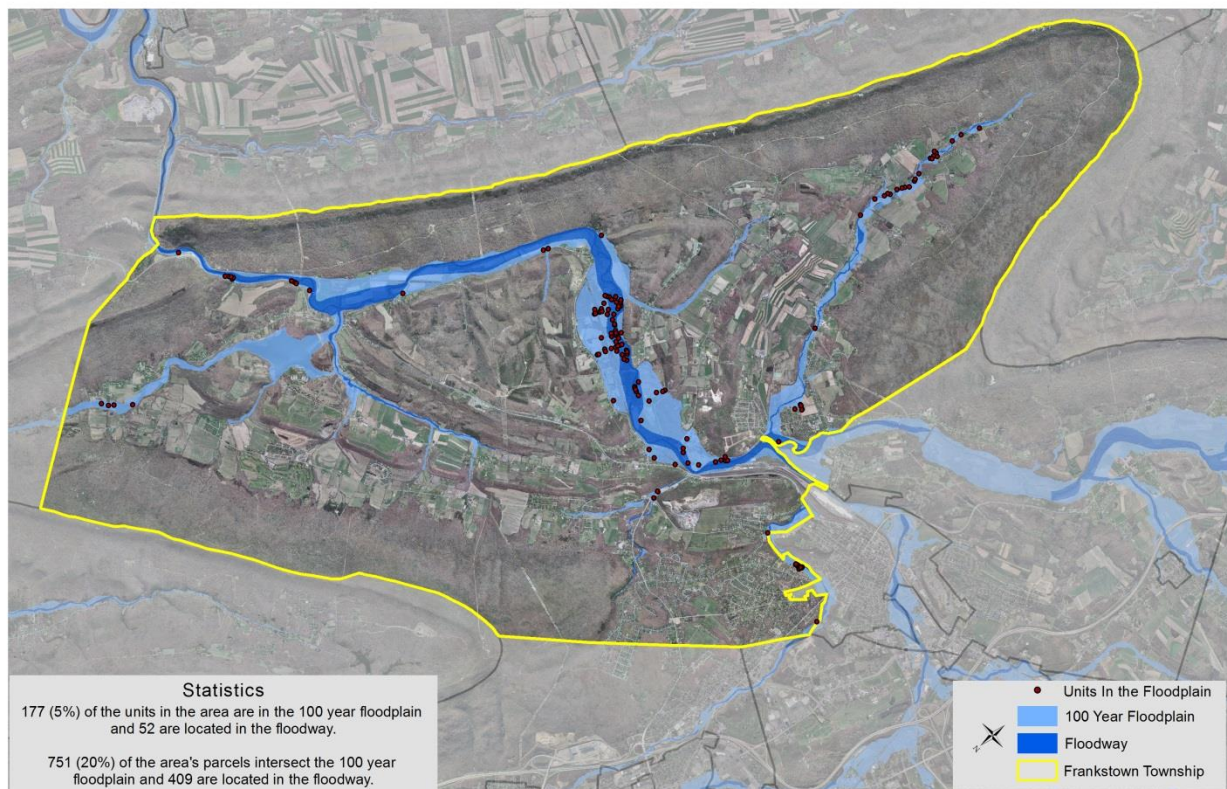 Statistics
177 (5%) of the units in the area are in the 100 year floodplain
and 52 are located in the floodway.
751 (20%) of the area's parcels intersect the 100 year
floodplain and 409 are located in the floodway.
Units In the Floodplain
100 Year Floodplain
N
Floodway
Frankstown Township